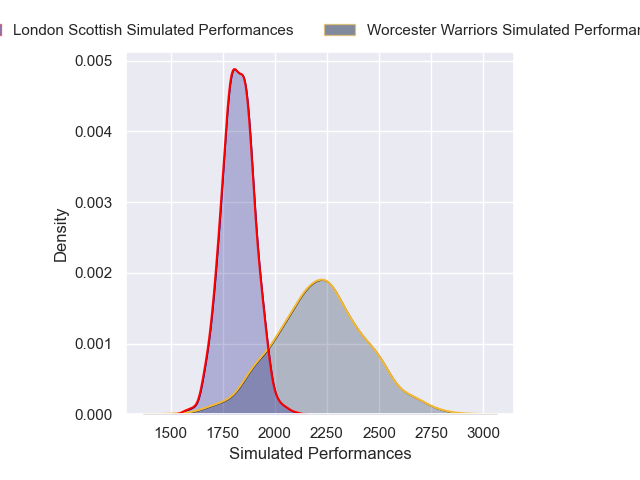 London Scottish Simulated Performances
Worcester Warriors Simulated
0.005
0.004
0.003
0.002
0.001
0.000
Density
1500 1750 2000 2250 2500 2750 3000
Simulated Performances